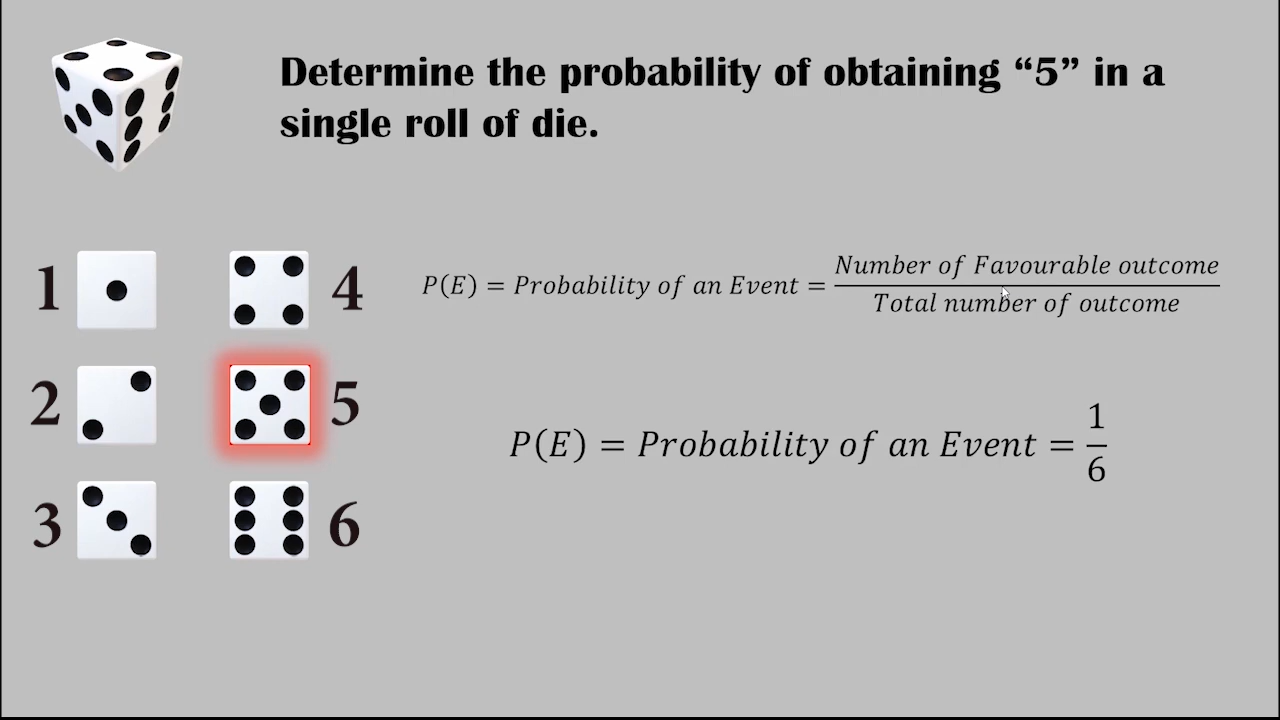 Determine the probability of obtaining “5” in a
single roll of die.
1
4
P(E) = Probability of an Event = Number of Favourable outcome / Total number of outcome
2
5
P(E) = Probability of an Event = 1/6
3
6